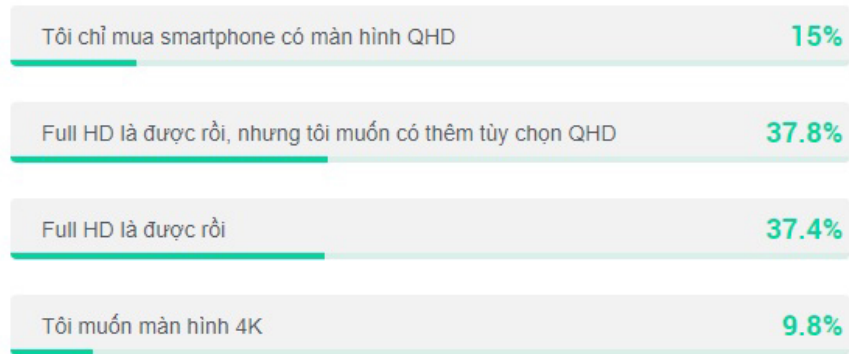 Tôi chỉ mua smartphone có màn hình QHD 15%
Full HD là được rồi, nhưng tôi muốn có thêm tùy chọn QHD 37.8%
Full HD là được rồi 37.4%
Tôi muốn màn hình 4K 9.8%